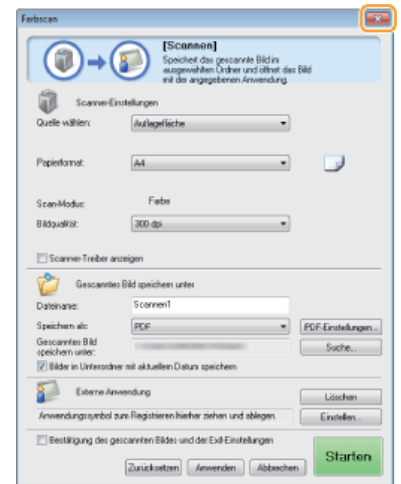 Farbscan
[Scannen]
Speichert das gescannte Bild in
ausgewählten Ordner und öffnet das Bild
mit der angegebenen Anwendung.
Scanner-Einstellungen
Quelle wählen:
Auflagefläche
Papierformat:
A4
Scan-Modus:
Farbe
Bildqualität:
300 dpi
Scanner-Treiber anzeigen
Gescanntes Bild speichern unter
Dateiname:
Scannen1
Speichern als:
PDF
PDF-Einstellungen...
Gescanntes Bild
speichern unter:
Suche...
Bilder in Unterordner mit aktuellem Datum speichern
Externe Anwendung
Löschen
Anwendungssymbol zum Registrieren hierher ziehen und ablegen.
Einstellen...
Bestätigung des gescannten Bildes und der Exif-Einstellungen
Starten
Zurücksetzen
Anwenden
Abbrechen